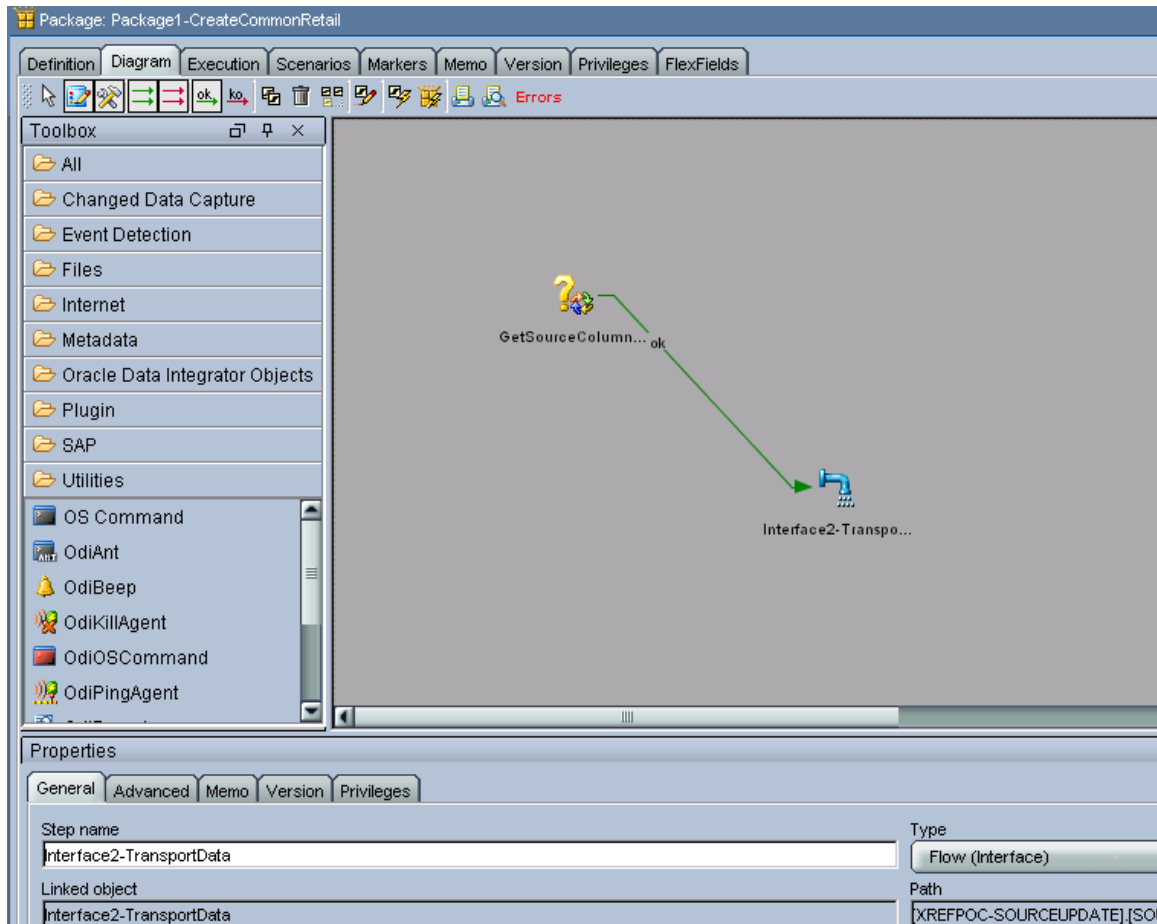 Package: Package1-CreateCommonRetail
Definition Diagram Execution Scenarios Markers Memo Version Privileges FlexFields
ok ko Errors
Toolbox
All
Changed Data Capture
Event Detection
Files
Internet
Metadata
Oracle Data Integrator Objects
Plugin
SAP
Utilities
OS Command
OdiAnt
OdiBeep
OdiKillAgent
OdiOSCommand
OdiPingAgent
GetSourceColumn...
ok
Interface2-Transpo...
Properties
General Advanced Memo Version Privileges
Step name Type
Interface2-TransportData Flow (Interface)
Linked object Path
Interface2-TransportData [XREFPOC-SOURCEUPDATE].[SO